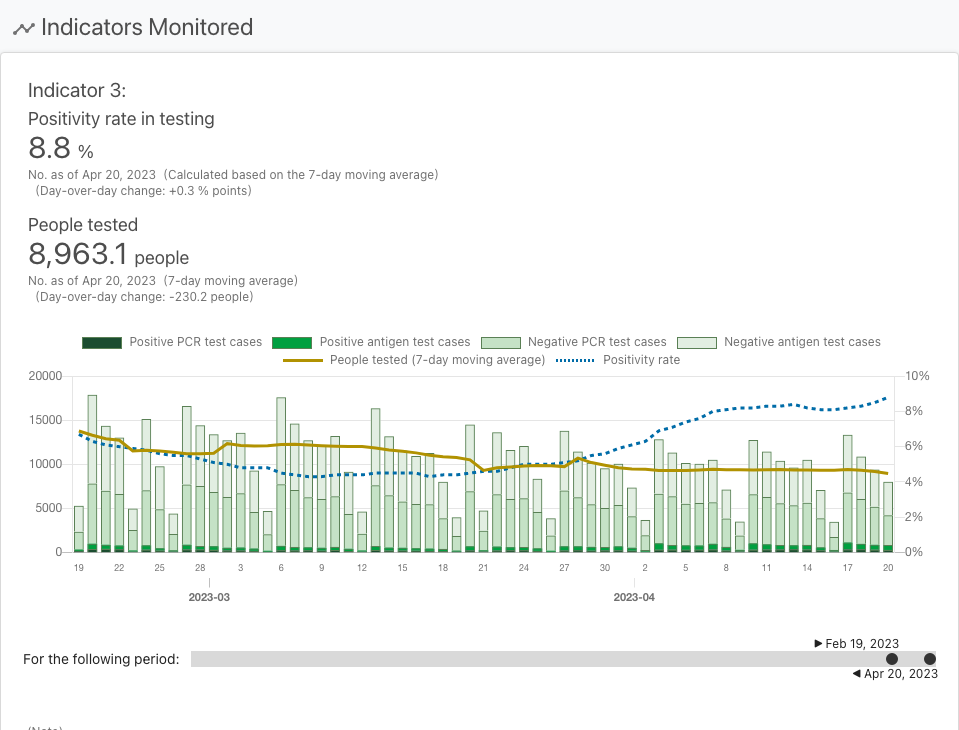 Indicators Monitored
Indicator 3:
Positivity rate in testing
8.8 %
No. as of Apr 20, 2023 (Calculated based on the 7-day moving average)
(Day-over-day change: +0.3 % points)
People tested
8,963.1 people
No. as of Apr 20, 2023 (7-day moving average)
(Day-over-day change: -230.2 people)
Positive PCR test cases Positive antigen test cases Negative PCR test cases Negative antigen test cases
People tested (7-day moving average) Positivity rate
20000 10%
8%
15000
6%
10000
4%
5000
2%
0 0%
19 22 25 28 3 6 9 12 15 18 21 24 27 30 2 5 8 11 14 17 20
2023-03 2023-04
▶ Feb 19, 2023
For the following period:
◀ Apr 20, 2023